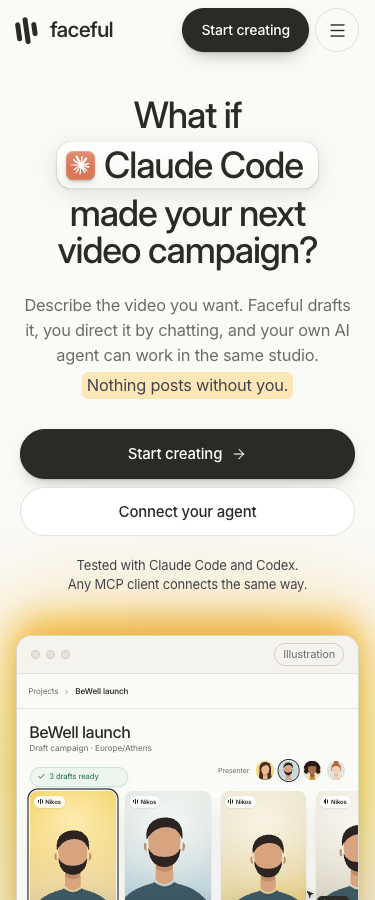 faceful
Start creating
What if
Claude Code
made your next
video campaign?
Describe the video you want. Faceful drafts
it, you direct it by chatting, and your own AI
agent can work in the same studio.
Nothing posts without you.
Start creating →
Connect your agent
Tested with Claude Code and Codex.
Any MCP client connects the same way.
Illustration
Projects › BeWell launch
BeWell launch
Draft campaign · Europe/Athens
✓ 3 drafts ready
Presenter
Nikos
Nikos
Nikos
Nikos